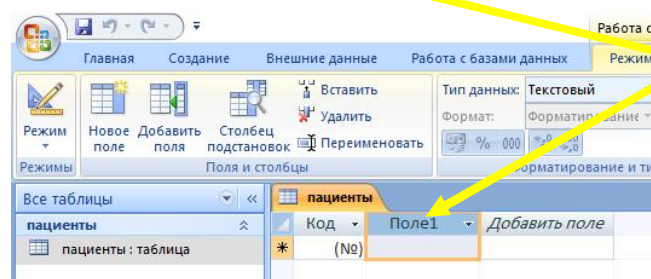 Работа с
Главная Создание Внешние данные Работа с базами данных Режим
Режим
Режимы
Новое поле
Добавить поля
Столбец подстановок
Вставить
Удалить
Переименовать
Поля и столбцы
Тип данных: Текстовый
Формат: Форматирование
% 000
Форматирование и ти
Все таблицы
пациенты
пациенты : таблица
пациенты
Код Поле1 Добавить поле
(№)